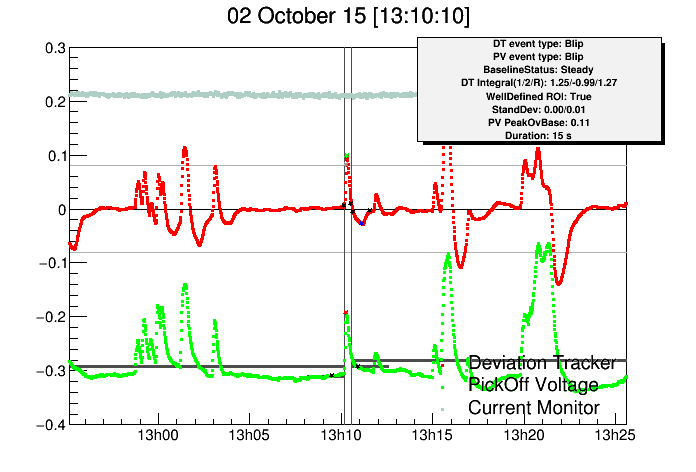 02 October 15 [13:10:10]
DT event type: Blip
PV event type: Blip
BaselineStatus: Steady
DT Integral(1/2/R): 1.25/-0.99/1.27
WellDefined ROI: True
StandDev: 0.00/0.01
PV PeakOvBase: 0.11
Duration: 15 s
0.3
0.2
0.1
0
−0.1
−0.2
−0.3
−0.4
Deviation Tracker
PickOff Voltage
Current Monitor
13h00
13h05
13h10
13h15
13h20
13h25